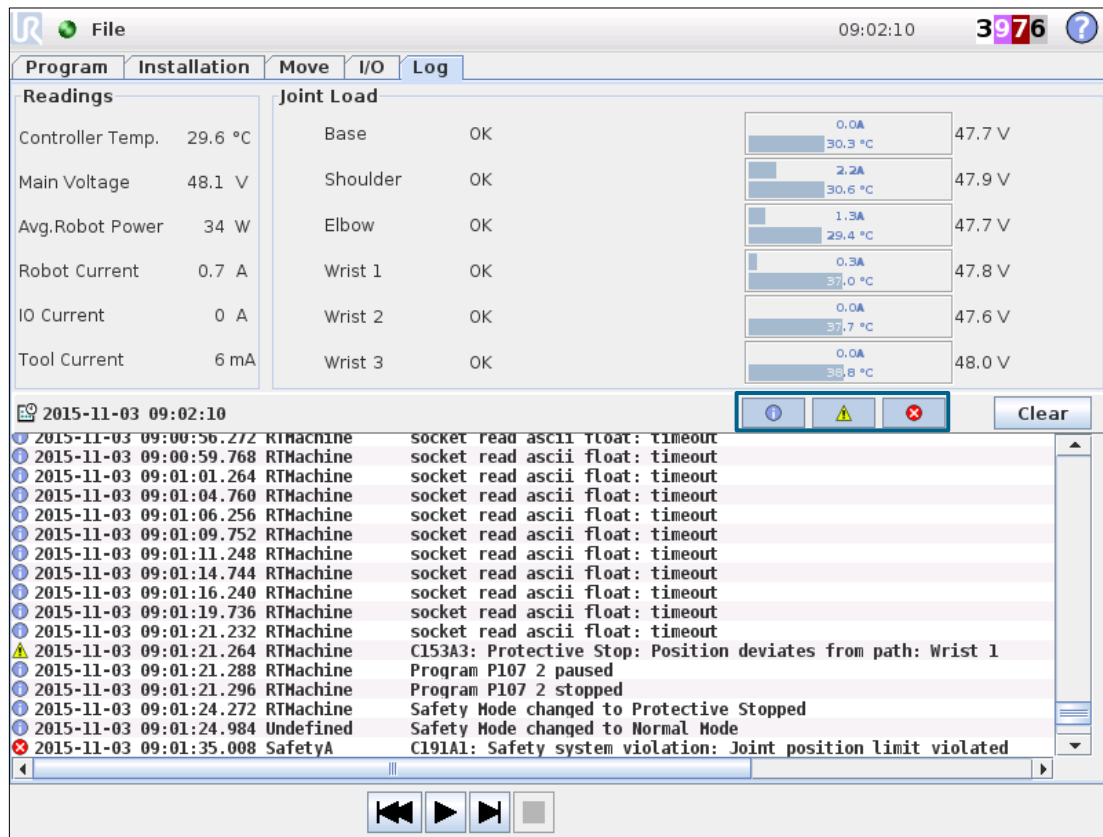 UR File 09:02:10 3976 ?
Program Installation Move I/O Log
Readings
Controller Temp. 29.6 °C
Main Voltage 48.1 V
Avg.Robot Power 34 W
Robot Current 0.7 A
IO Current 0 A
Tool Current 6 mA
Joint Load
Base OK 0.0A 30.3 °C 47.7 V
Shoulder OK 2.2A 30.6 °C 47.9 V
Elbow OK 1.3A 29.4 °C 47.7 V
Wrist 1 OK 0.3A 37.0 °C 47.8 V
Wrist 2 OK 0.0A 37.7 °C 47.6 V
Wrist 3 OK 0.0A 38.8 °C 48.0 V
2015-11-03 09:02:10 Clear
2015-11-03 09:00:56.272 RTMachine socket read ascii float: timeout
2015-11-03 09:00:59.768 RTMachine socket read ascii float: timeout
2015-11-03 09:01:01.264 RTMachine socket read ascii float: timeout
2015-11-03 09:01:04.760 RTMachine socket read ascii float: timeout
2015-11-03 09:01:06.256 RTMachine socket read ascii float: timeout
2015-11-03 09:01:09.752 RTMachine socket read ascii float: timeout
2015-11-03 09:01:11.248 RTMachine socket read ascii float: timeout
2015-11-03 09:01:14.744 RTMachine socket read ascii float: timeout
2015-11-03 09:01:16.240 RTMachine socket read ascii float: timeout
2015-11-03 09:01:19.736 RTMachine socket read ascii float: timeout
2015-11-03 09:01:21.232 RTMachine socket read ascii float: timeout
2015-11-03 09:01:21.264 RTMachine C153A3: Protective Stop: Position deviates from path: Wrist 1
2015-11-03 09:01:21.288 RTMachine Program P107 2 paused
2015-11-03 09:01:21.296 RTMachine Program P107 2 stopped
2015-11-03 09:01:24.272 RTMachine Safety Mode changed to Protective Stopped
2015-11-03 09:01:24.984 Undefined Safety Mode changed to Normal Mode
2015-11-03 09:01:35.008 SafetyA C191A1: Safety system violation: Joint position limit violated